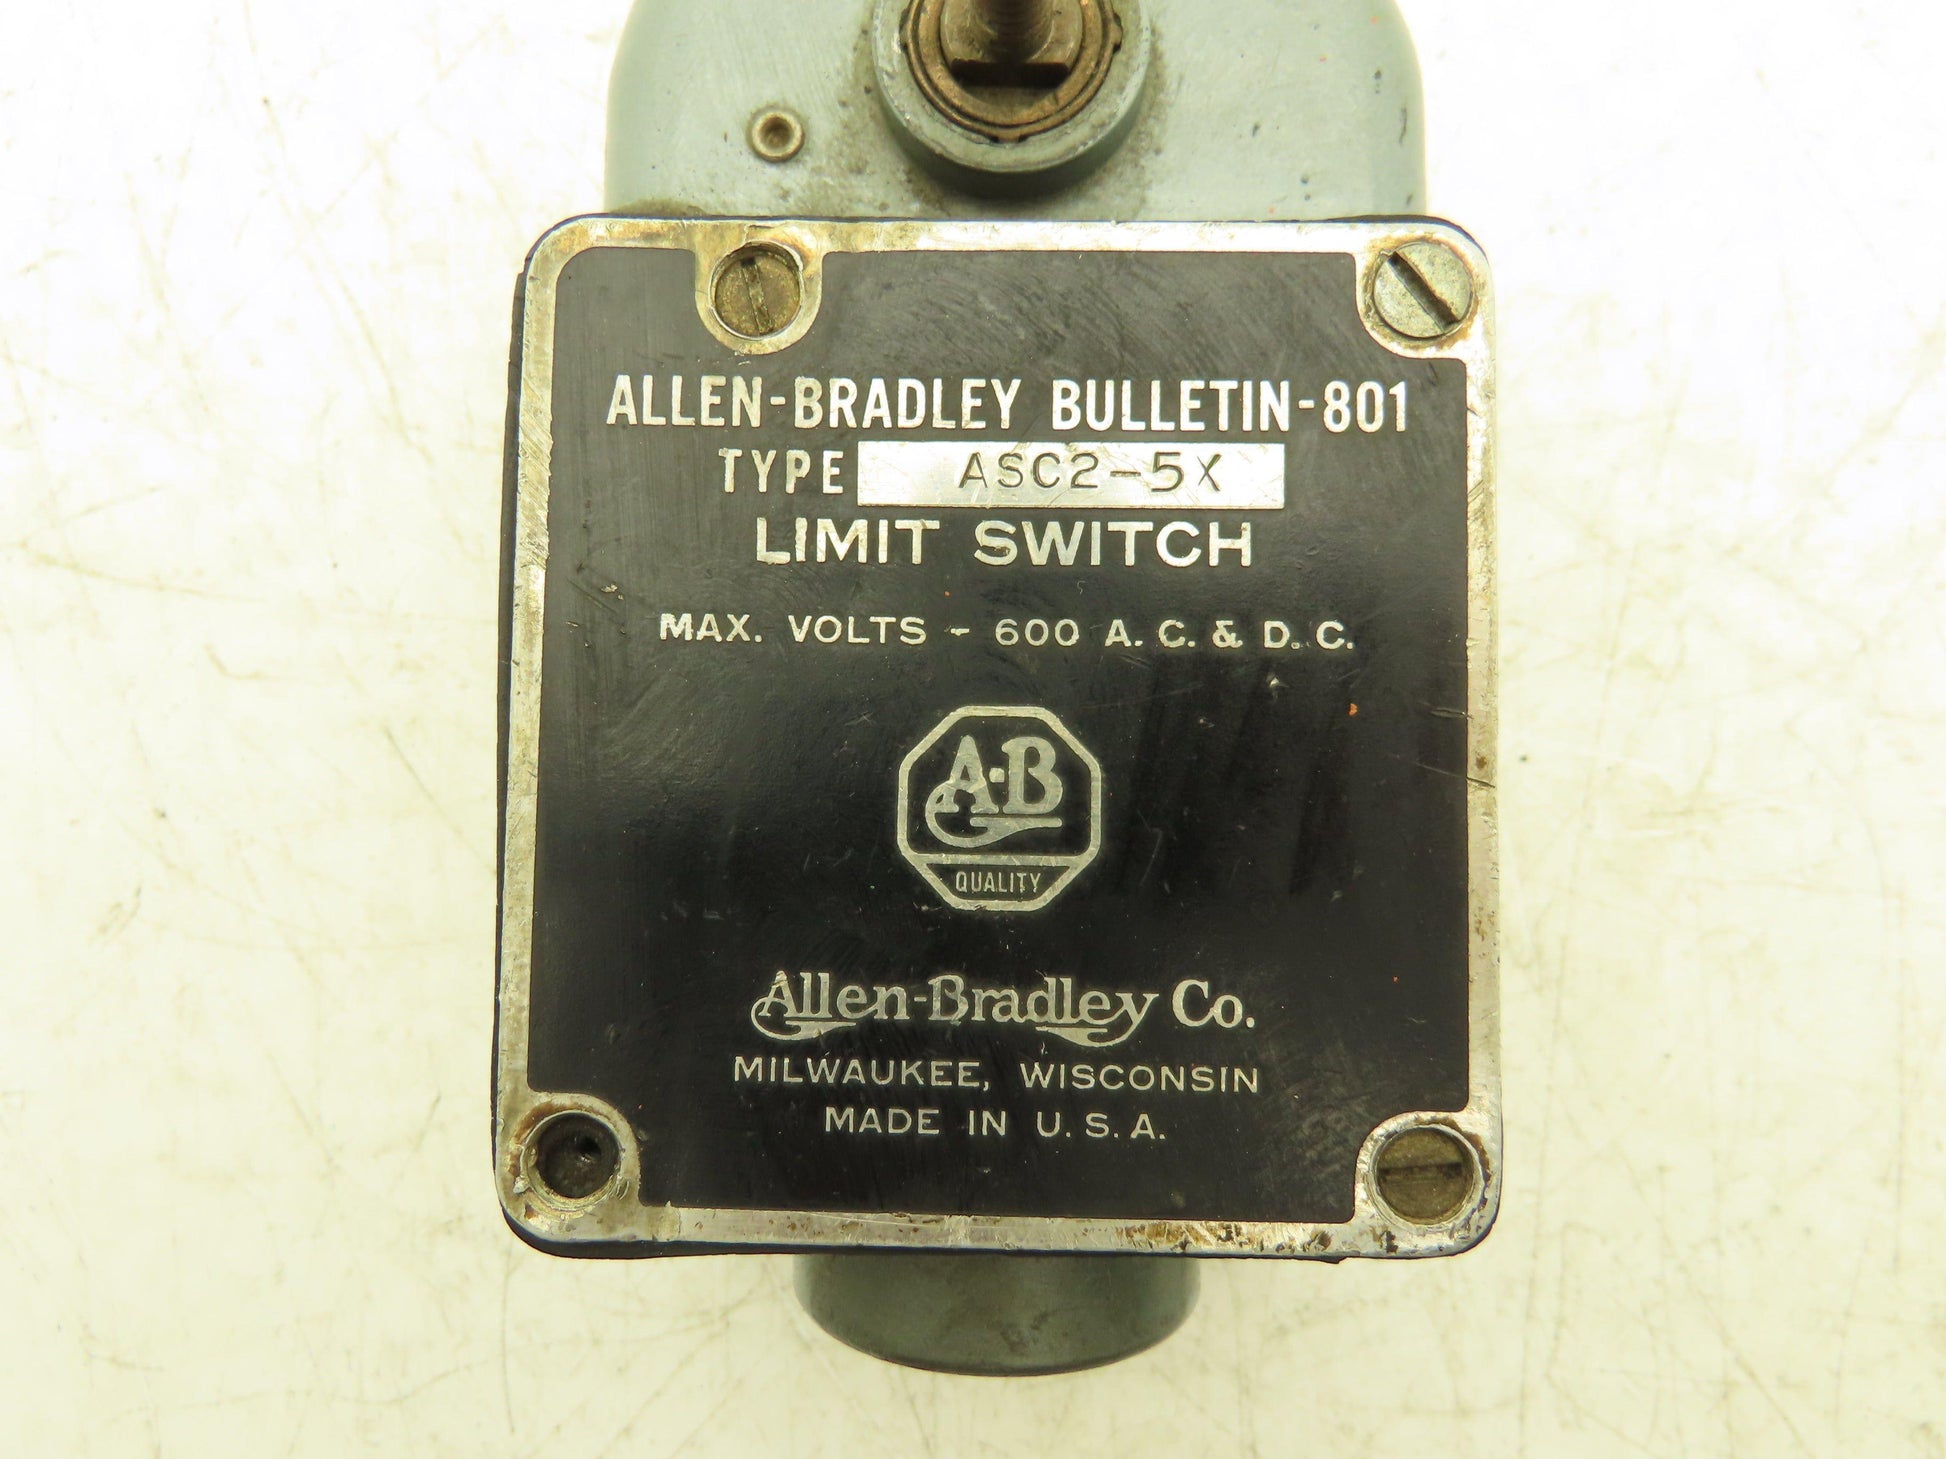 ALLEN-BRADLEY BULLETIN-801
TYPE ASC2-5X
LIMIT SWITCH
MAX. VOLTS - 600 A.C. & D.C.
A-B
QUALITY
Allen-Bradley Co.
MILWAUKEE, WISCONSIN
MADE IN U.S.A.